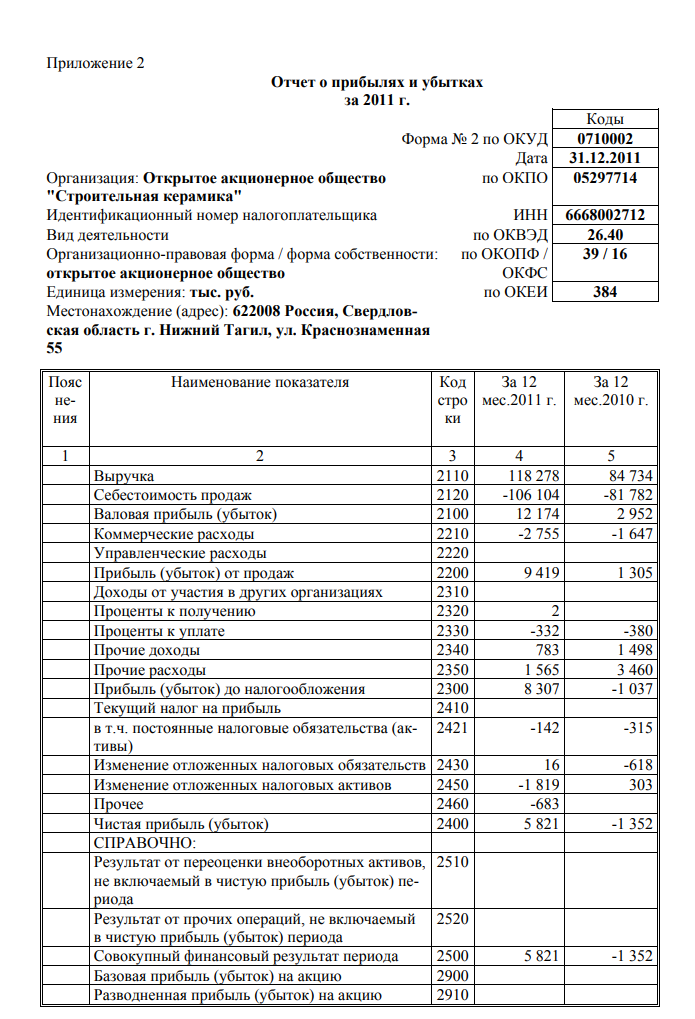 Приложение 2
Отчет о прибылях и убытках
за 2011 г.
Коды
Форма № 2 по ОКУД 0710002
Дата 31.12.2011
Организация: Открытое акционерное общество по ОКПО 05297714
"Строительная керамика"
Идентификационный номер налогоплательщика ИНН 6668002712
Вид деятельности по ОКВЭД 26.40
Организационно-правовая форма / форма собственности: по ОКОПФ / 39 / 16
открытое акционерное общество ОКФС
Единица измерения: тыс. руб. по ОКЕИ 384
Местонахождение (адрес): 622008 Россия, Свердлов-
ская область г. Нижний Тагил, ул. Краснознаменная
55
Пояс Наименование показателя Код За 12 За 12
не- стро мес.2011 г. мес.2010 г.
ния ки
1 2 3 4 5
Выручка 2110 118 278 84 734
Себестоимость продаж 2120 -106 104 -81 782
Валовая прибыль (убыток) 2100 12 174 2 952
Коммерческие расходы 2210 -2 755 -1 647
Управленческие расходы 2220
Прибыль (убыток) от продаж 2200 9 419 1 305
Доходы от участия в других организациях 2310
Проценты к получению 2320 2
Проценты к уплате 2330 -332 -380
Прочие доходы 2340 783 1 498
Прочие расходы 2350 1 565 3 460
Прибыль (убыток) до налогообложения 2300 8 307 -1 037
Текущий налог на прибыль 2410
в т.ч. постоянные налоговые обязательства (ак- 2421 -142 -315
тивы)
Изменение отложенных налоговых обязательств 2430 16 -618
Изменение отложенных налоговых активов 2450 -1 819 303
Прочее 2460 -683
Чистая прибыль (убыток) 2400 5 821 -1 352
СПРАВОЧНО:
Результат от переоценки внеоборотных активов, 2510
не включаемый в чистую прибыль (убыток) пе-
риода
Результат от прочих операций, не включаемый 2520
в чистую прибыль (убыток) периода
Совокупный финансовый результат периода 2500 5 821 -1 352
Базовая прибыль (убыток) на акцию 2900
Разводненная прибыль (убыток) на акцию 2910